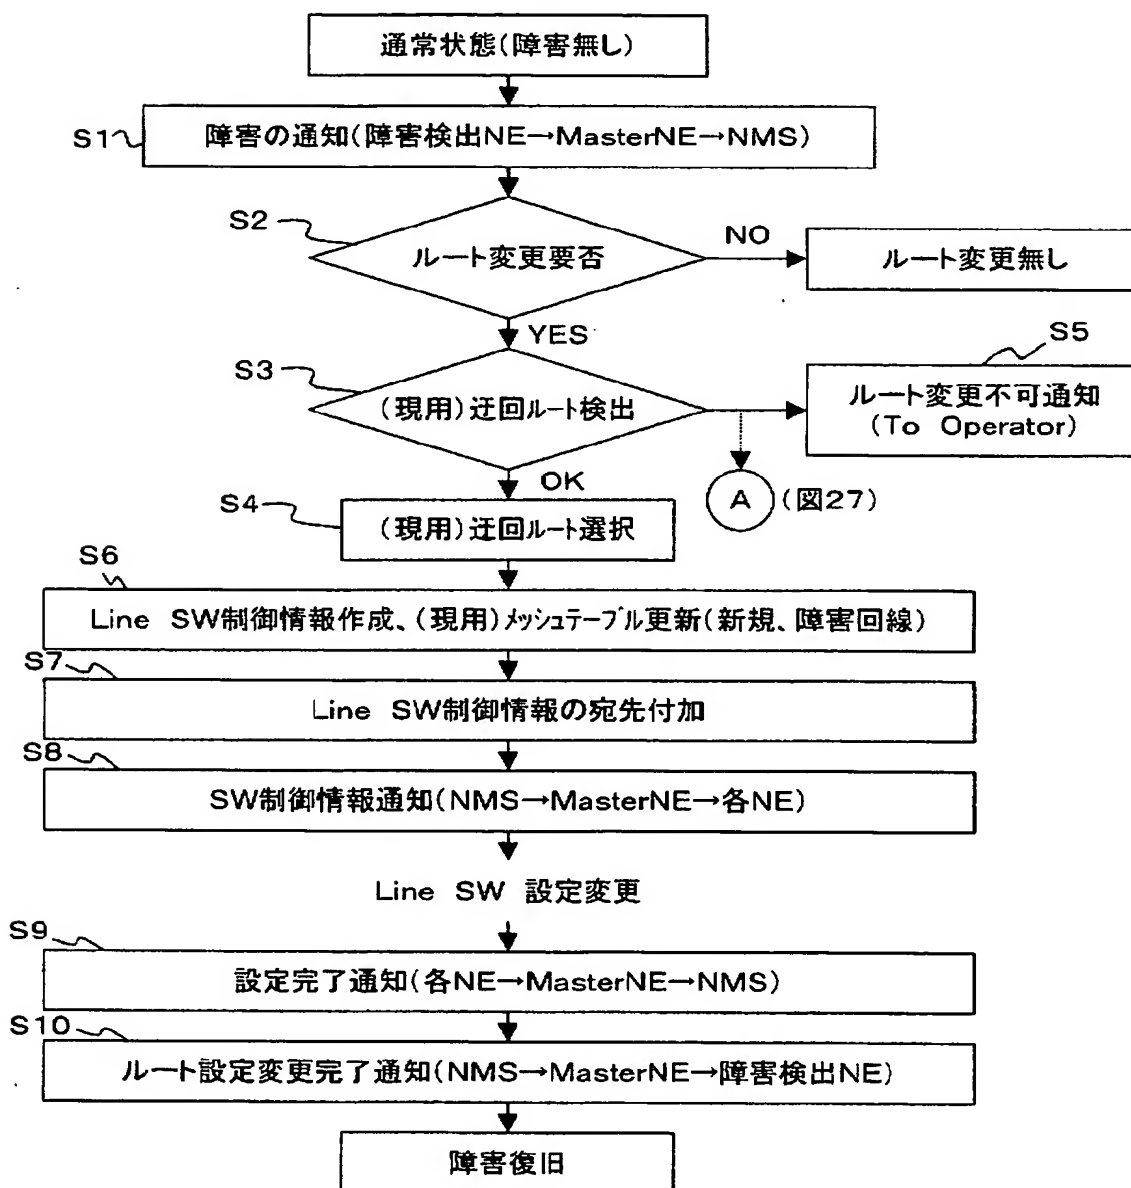 通常状態(障害無し)
S1
障害の通知(障害検出NE→MasterNE→NMS)
S2
ルート変更要否
NO
ルート変更無し
YES
S3
(現用)迂回ルート検出
S5
ルート変更不可通知
(To Operator)
OK
A
(図27)
S4
(現用)迂回ルート選択
S6
Line SW制御情報作成、(現用)メッシュテーブル更新(新規、障害回線)
S7
Line SW制御情報の宛先付加
S8
SW制御情報通知(NMS→MasterNE→各NE)
Line SW 設定変更
S9
設定完了通知(各NE→MasterNE→NMS)
S10
ルート設定変更完了通知(NMS→MasterNE→障害検出NE)
障害復旧